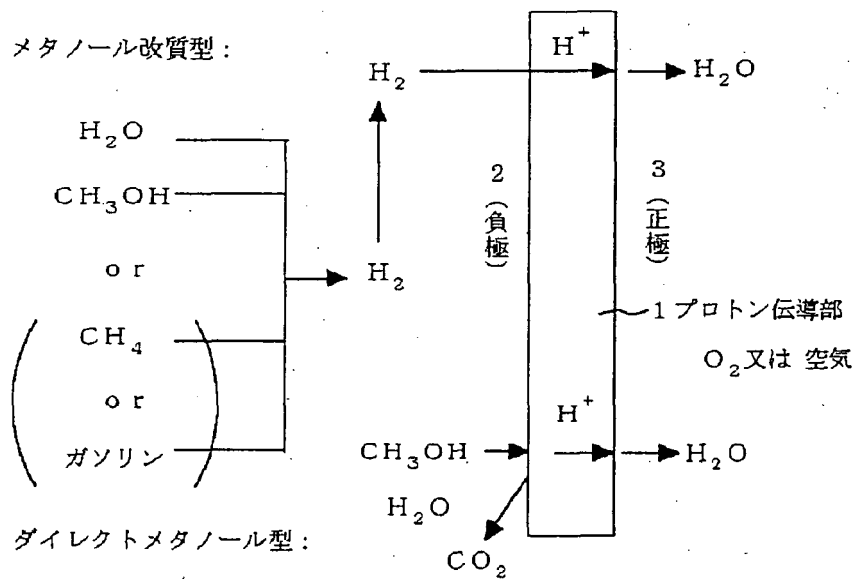 メタノール改質型：
H₂O
CH₃OH
or
CH₄
or
ガソリン
H₂
H₂
H⁺
H₂O
2（負極）
3（正極）
1 プロトン伝導部
O₂又は 空気
ダイレクトメタノール型：
CH₃OH
H₂O
CO₂
H⁺
H₂O